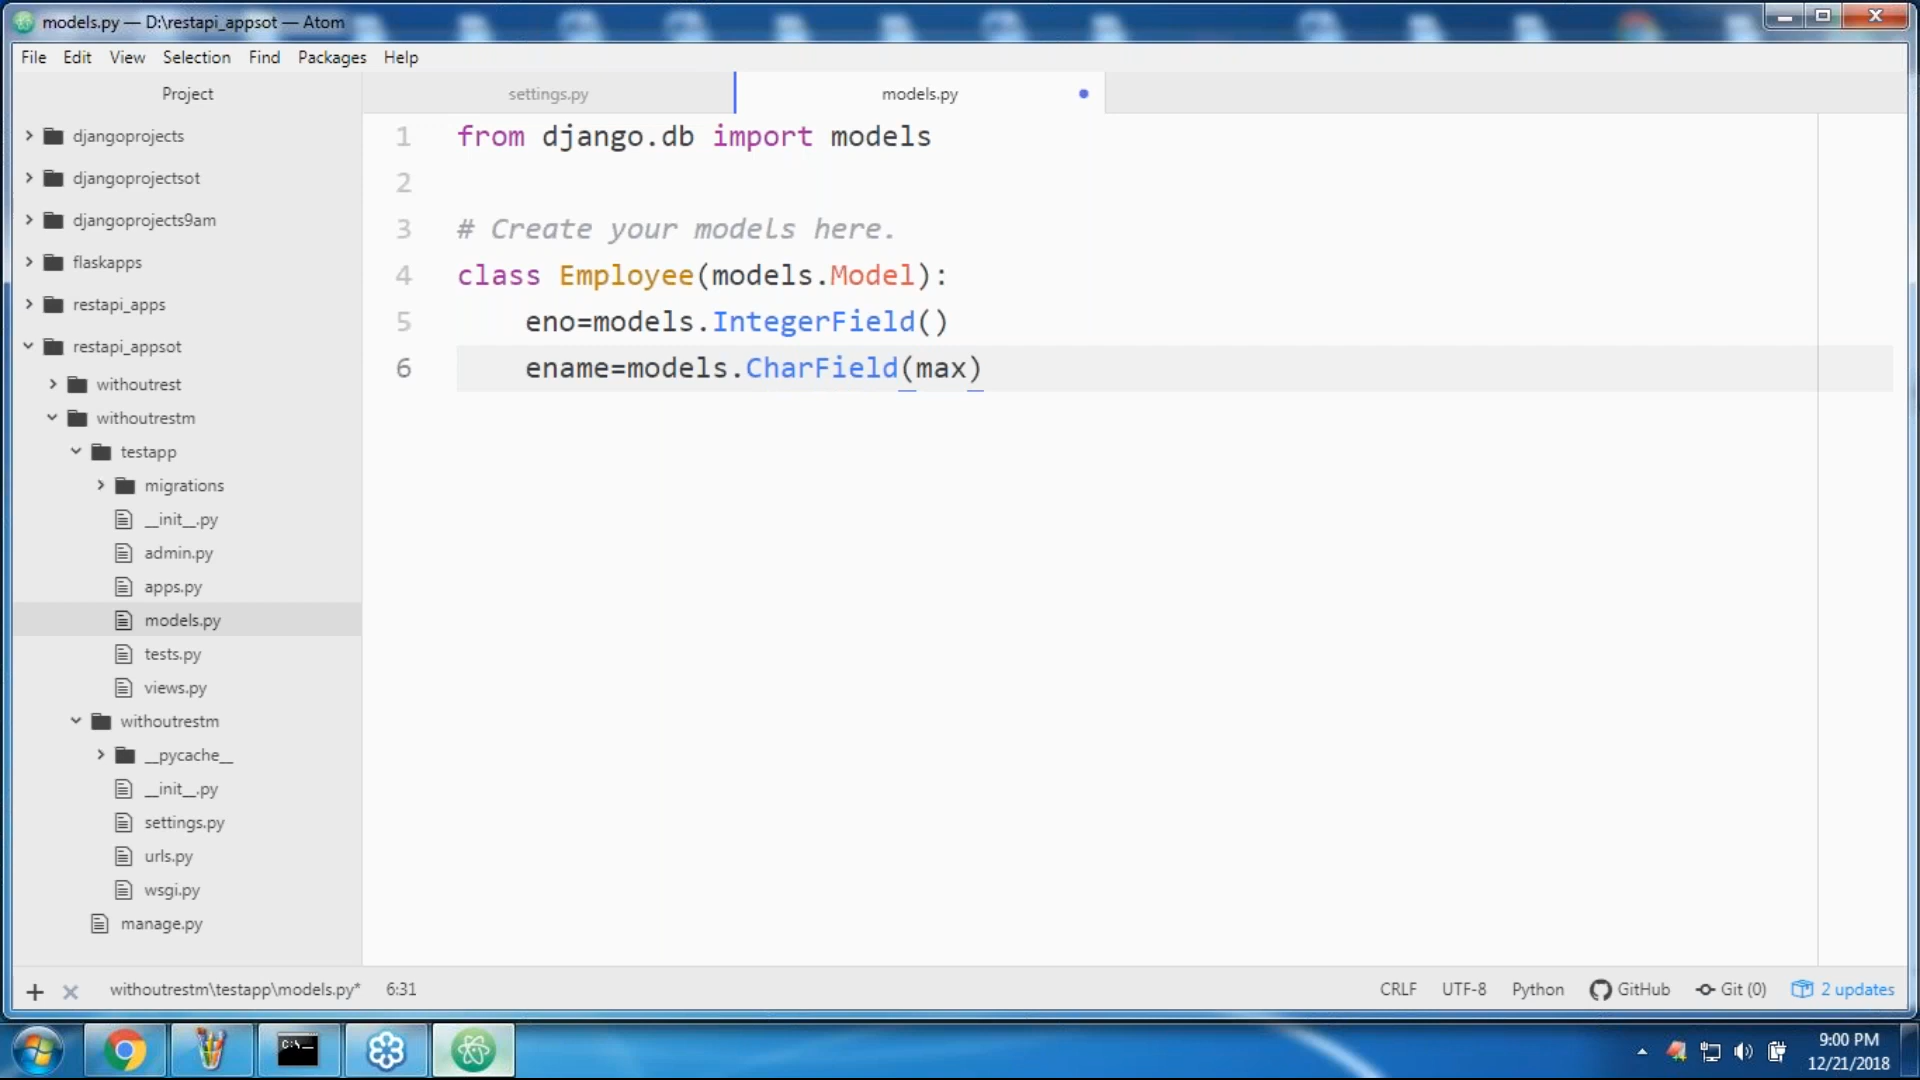 models.py — D:\restapi_appsot — Atom
File Edit View Selection Find Packages Help
Project
settings.py
models.py
djangoprojects
djangoprojectsot
djangoprojects9am
flaskapps
restapi_apps
restapi_appsot
withoutrest
withoutrestm
testapp
migrations
__init__.py
admin.py
apps.py
models.py
tests.py
views.py
withoutrestm
__pycache__
__init__.py
settings.py
urls.py
wsgi.py
manage.py
1 from django.db import models
2
3 # Create your models here.
4 class Employee(models.Model):
5 eno=models.IntegerField()
6 ename=models.CharField(max)
withoutrestm\testapp\models.py* 6:31
CRLF UTF-8 Python GitHub Git (0) 2 updates
C:\_
9:00 PM
12/21/2018